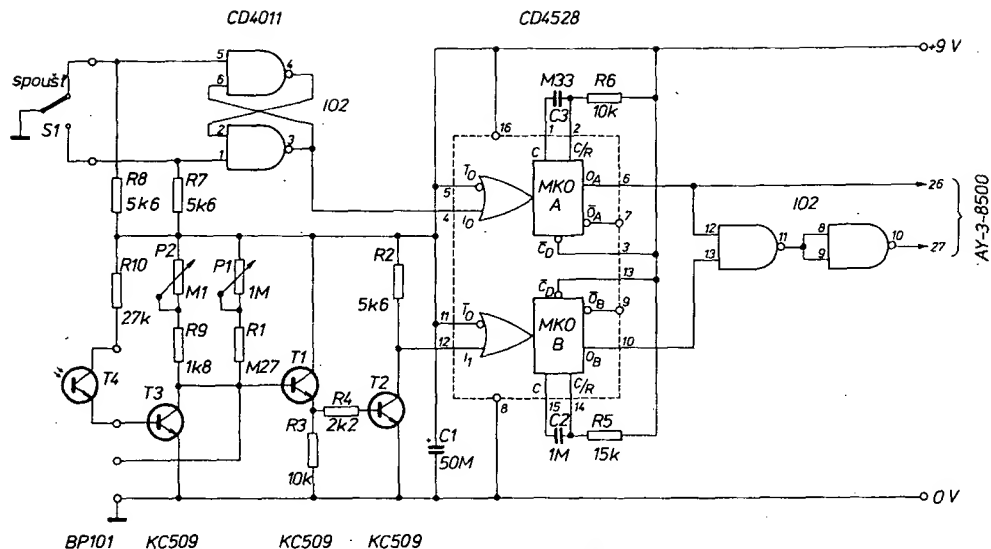 CD4011
CD4528
+9 V
spoušť
S1
5
6
4
IO2
2
1
3
R8
5k6
R7
5k6
P2
M1
P1
1M
R10
27k
R9
1k8
R1
M27
R2
5k6
T4
T3
T1
T2
R4
2k2
R3
10k
C1
+
50M
M33
C3
R6
10k
16
1
2
C
C/R
MKO
A
T0
5
4
I0
OA
6
ŌA
7
C̄D
3
13
C̄D
ŌB
9
MKO
B
T0
11
12
I1
OB
10
C
C/R
8
15
14
C2
1M
R5
15k
IO2
12
13
11
8
9
10
26
27
AY-3-8500
0 V
BP101
KC509
KC509
KC509